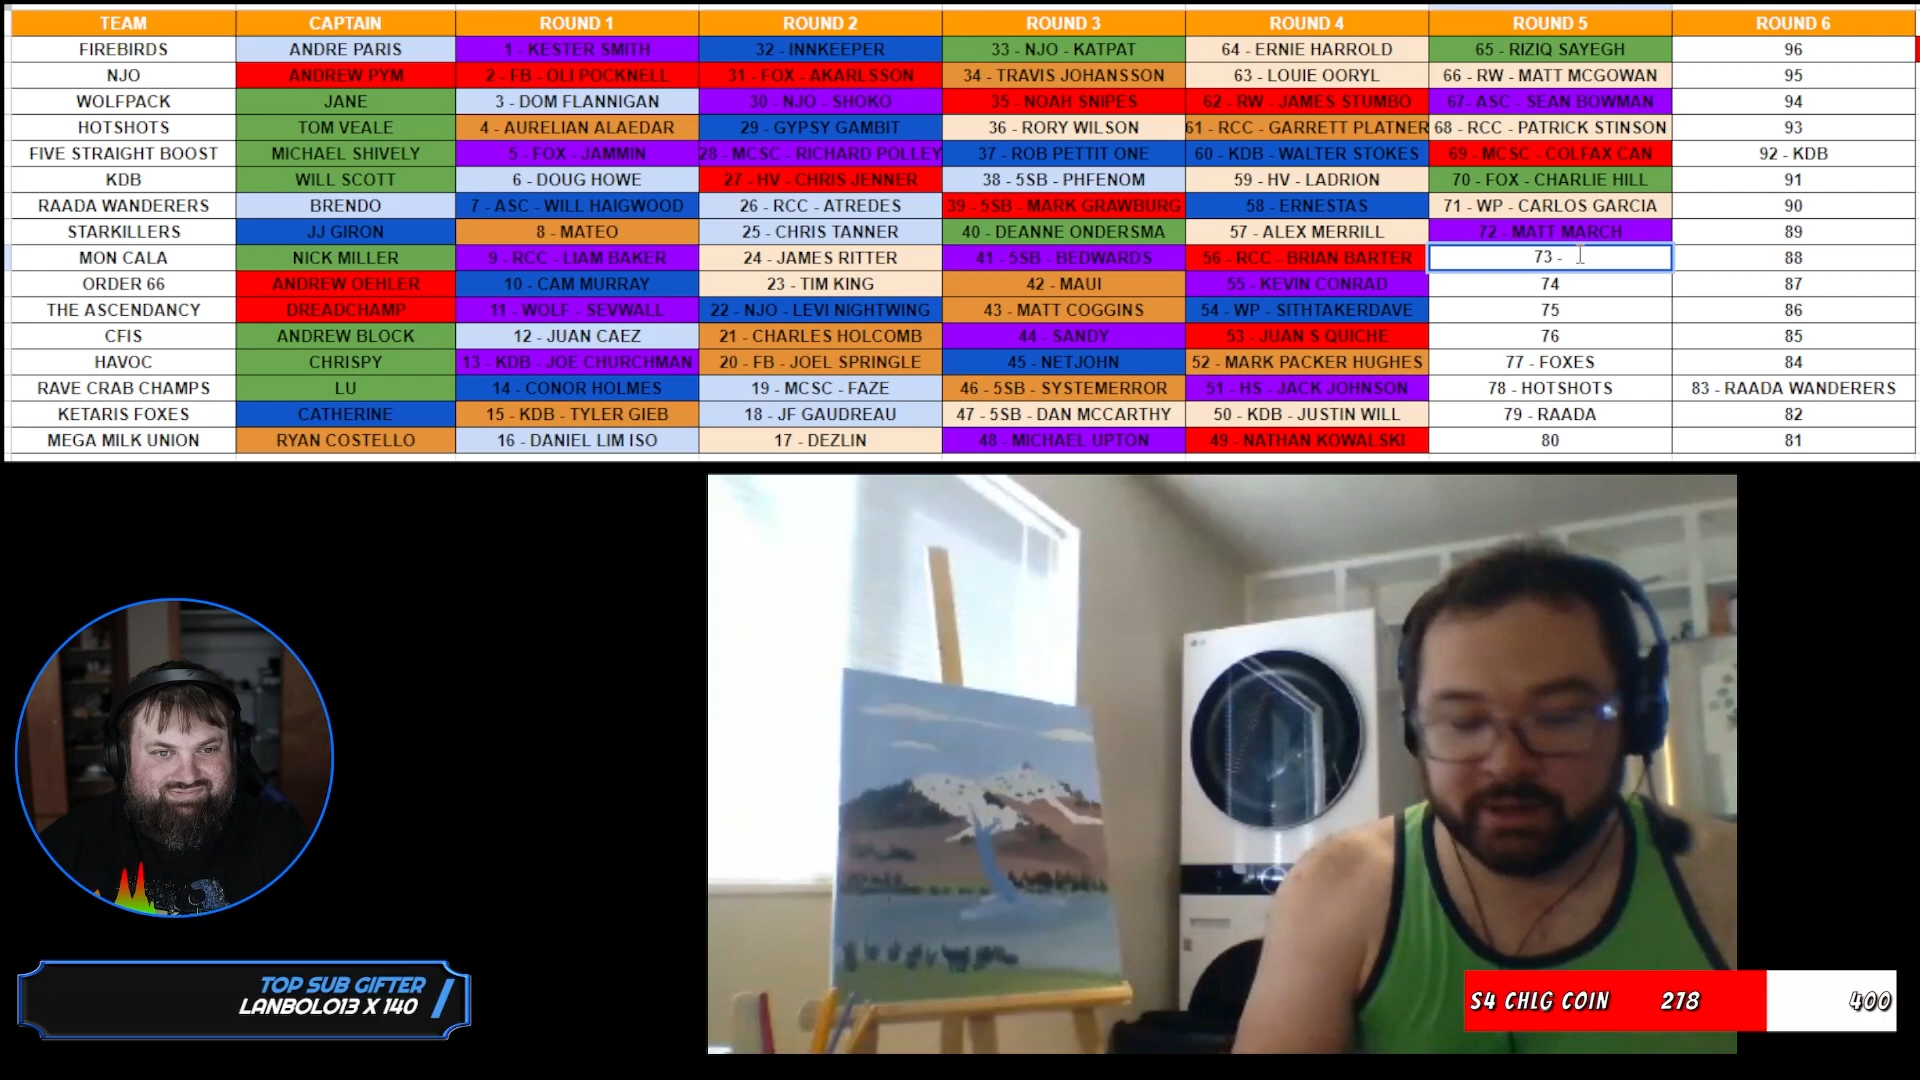 TEAM CAPTAIN ROUND 1 ROUND 2 ROUND 3 ROUND 4 ROUND 5 ROUND 6
FIREBIRDS ANDRE PARIS 1 - KESTER SMITH 32 - INNKEEPER 33 - NJO - KATPAT 64 - ERNIE HARROLD 65 - RIZIQ SAYEGH 96
NJO ANDREW PYM 2 - FB - OLI POCKNELL 31 - FOX - AKARLSSON 34 - TRAVIS JOHANSSON 63 - LOUIE OORYL 66 - RW - MATT MCGOWAN 95
WOLFPACK JANE 3 - DOM FLANNIGAN 30 - NJO - SHOKO 35 - NOAH SNIPES 62 - RW - JAMES STUMBO 67- ASC - SEAN BOWMAN 94
HOTSHOTS TOM VEALE 4 - AURELIAN ALAEDAR 29 - GYPSY GAMBIT 36 - RORY WILSON 61 - RCC - GARRETT PLATNER 68 - RCC - PATRICK STINSON 93
FIVE STRAIGHT BOOST MICHAEL SHIVELY 5 - FOX - JAMMIN 28 - MCSC - RICHARD POLLEY 37 - ROB PETTIT ONE 60 - KDB - WALTER STOKES 69 - MCSC - COLFAX CAN 92 - KDB
KDB WILL SCOTT 6 - DOUG HOWE 27 - HV - CHRIS JENNER 38 - 5SB - PHFENOM 59 - HV - LADRION 70 - FOX - CHARLIE HILL 91
RAADA WANDERERS BRENDO 7 - ASC - WILL HAIGWOOD 26 - RCC - ATREDES 39 - 5SB - MARK GRAWBURG 58 - ERNESTAS 71 - WP - CARLOS GARCIA 90
STARKILLERS JJ GIRON 8 - MATEO 25 - CHRIS TANNER 40 - DEANNE ONDERSMA 57 - ALEX MERRILL 72 - MATT MARCH 89
MON CALA NICK MILLER 9 - RCC - LIAM BAKER 24 - JAMES RITTER 41 - 5SB - BEDWARDS 56 - RCC - BRIAN BARTER 73 - 88
ORDER 66 ANDREW OEHLER 10 - CAM MURRAY 23 - TIM KING 42 - MAUI 55 - KEVIN CONRAD 74 87
THE ASCENDANCY DREADCHAMP 11 - WOLF - SEVWALL 22 - NJO - LEVI NIGHTWING 43 - MATT COGGINS 54 - WP - SITHTAKERDAVE 75 86
CFIS ANDREW BLOCK 12 - JUAN CAEZ 21 - CHARLES HOLCOMB 44 - SANDY 53 - JUAN S QUICHE 76 85
HAVOC CHRISPY 13 - KDB - JOE CHURCHMAN 20 - FB - JOEL SPRINGLE 45 - NETJOHN 52 - MARK PACKER HUGHES 77 - FOXES 84
RAVE CRAB CHAMPS LU 14 - CONOR HOLMES 19 - MCSC - FAZE 46 - 5SB - SYSTEMERROR 51 - HS - JACK JOHNSON 78 - HOTSHOTS 83 - RAADA WANDERERS
KETARIS FOXES CATHERINE 15 - KDB - TYLER GIEB 18 - JF GAUDREAU 47 - 5SB - DAN MCCARTHY 50 - KDB - JUSTIN WILL 79 - RAADA 82
MEGA MILK UNION RYAN COSTELLO 16 - DANIEL LIM ISO 17 - DEZLIN 48 - MICHAEL UPTON 49 - NATHAN KOWALSKI 80 81
TOP SUB GIFTER
LANBOLO13 X 140
S4 CHLG COIN 278 400